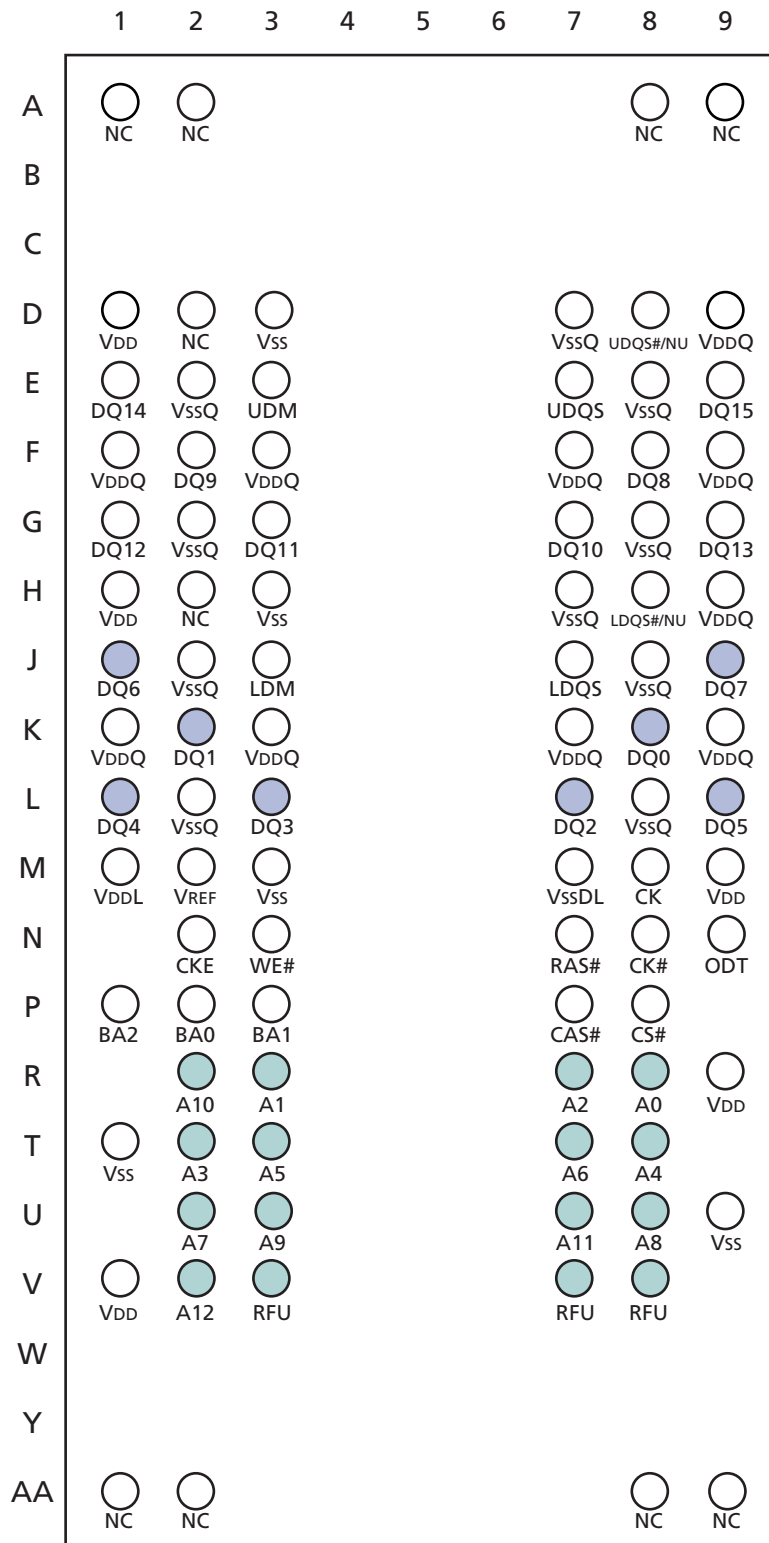 1 2 3 4 5 6 7 8 9
A
NC NC NC NC
B
C
D
VDD NC Vss VssQ UDQS#/NU VDDQ
E
DQ14 VssQ UDM UDQS VssQ DQ15
F
VDDQ DQ9 VDDQ VDDQ DQ8 VDDQ
G
DQ12 VssQ DQ11 DQ10 VssQ DQ13
H
VDD NC Vss VssQ LDQS#/NU VDDQ
J
DQ6 VssQ LDM LDQS VssQ DQ7
K
VDDQ DQ1 VDDQ VDDQ DQ0 VDDQ
L
DQ4 VssQ DQ3 DQ2 VssQ DQ5
M
VDDL VREF Vss VssDL CK VDD
N
CKE WE# RAS# CK# ODT
P
BA2 BA0 BA1 CAS# CS#
R
A10 A1 A2 A0 VDD
T
Vss A3 A5 A6 A4
U
A7 A9 A11 A8 Vss
V
VDD A12 RFU RFU RFU
W
Y
AA
NC NC NC NC